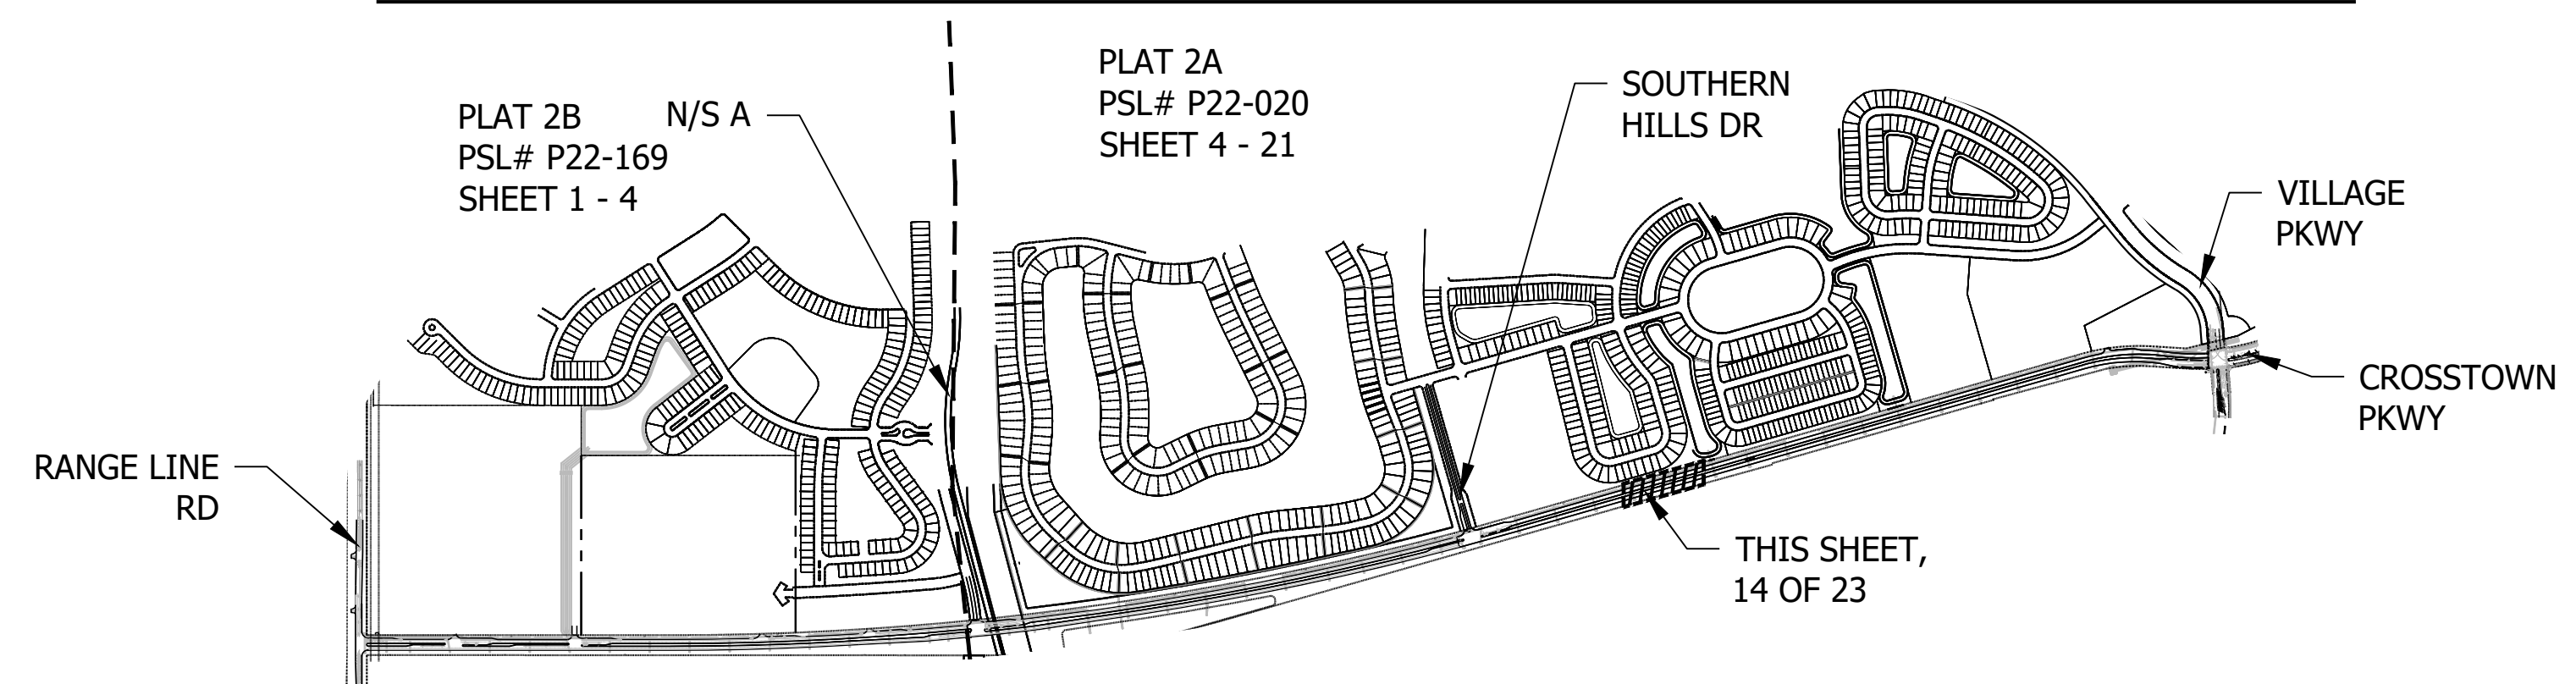 PLAT 2B
PSL# P22-169
SHEET 1 - 4
N/S A
PLAT 2A
PSL# P22-020
SHEET 4 - 21
SOUTHERN
HILLS DR
VILLAGE
PKWY
CROSSTOWN
PKWY
RANGE LINE
RD
THIS SHEET,
14 OF 23